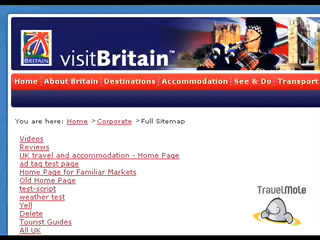 BRITAIN
visitBritain™
Home About Britain Destinations Accommodation See & Do Transport
You are here: Home > Corporate > Full Sitemap
Videos
Reviews
UK travel and accommodation - Home Page
ad tag test page
Home Page for Familiar Markets
Old Home Page
test-script
weather test
Yell
Delete
Tourist Guides
All UK
TravelMole